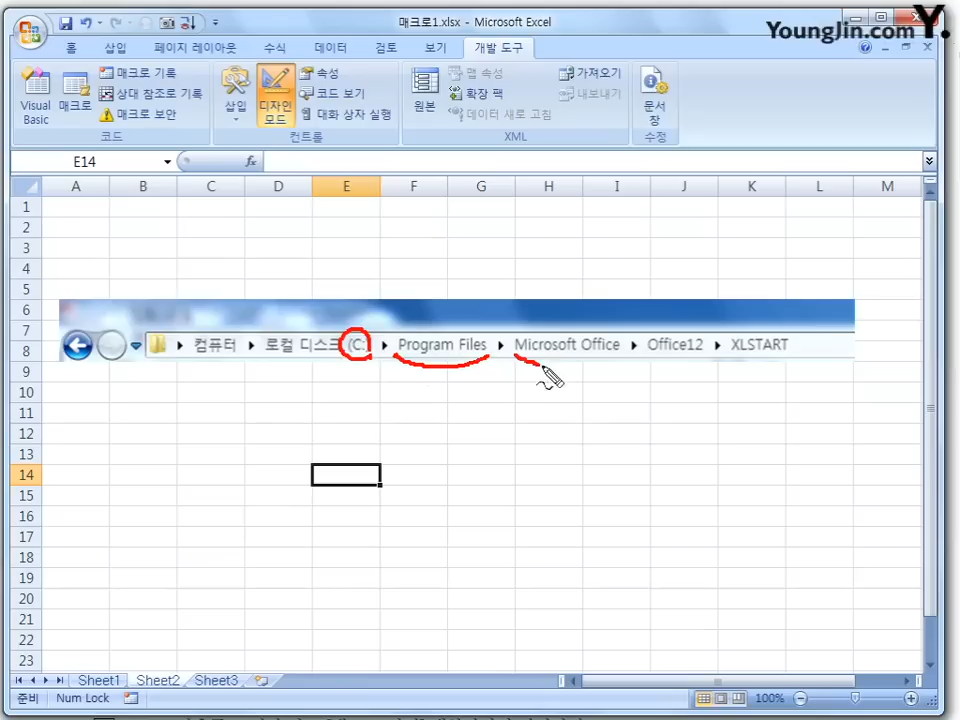 매크로1.xlsx - Microsoft Excel
YoungJin.com Y.
홈 삽입 페이지 레이아웃 수식 데이터 검토 보기 개발 도구
Visual Basic
매크로
매크로 기록
상대 참조로 기록
매크로 보안
코드
삽입
디자인 모드
속성
코드 보기
대화 상자 실행
컨트롤
원본
맵 속성
확장 팩
데이터 새로 고침
가져오기
내보내기
XML
문서 창
수정
E14 fx
A B C D E F G H I J K L M
1
2
3
4
5
6
7
컴퓨터 로컬 디스크 (C: Program Files Microsoft Office Office12 XLSTART
8
9
10
11
12
13
14
15
16
17
18
19
20
21
22
23
Sheet1 Sheet2 Sheet3
준비 Num Lock 100%